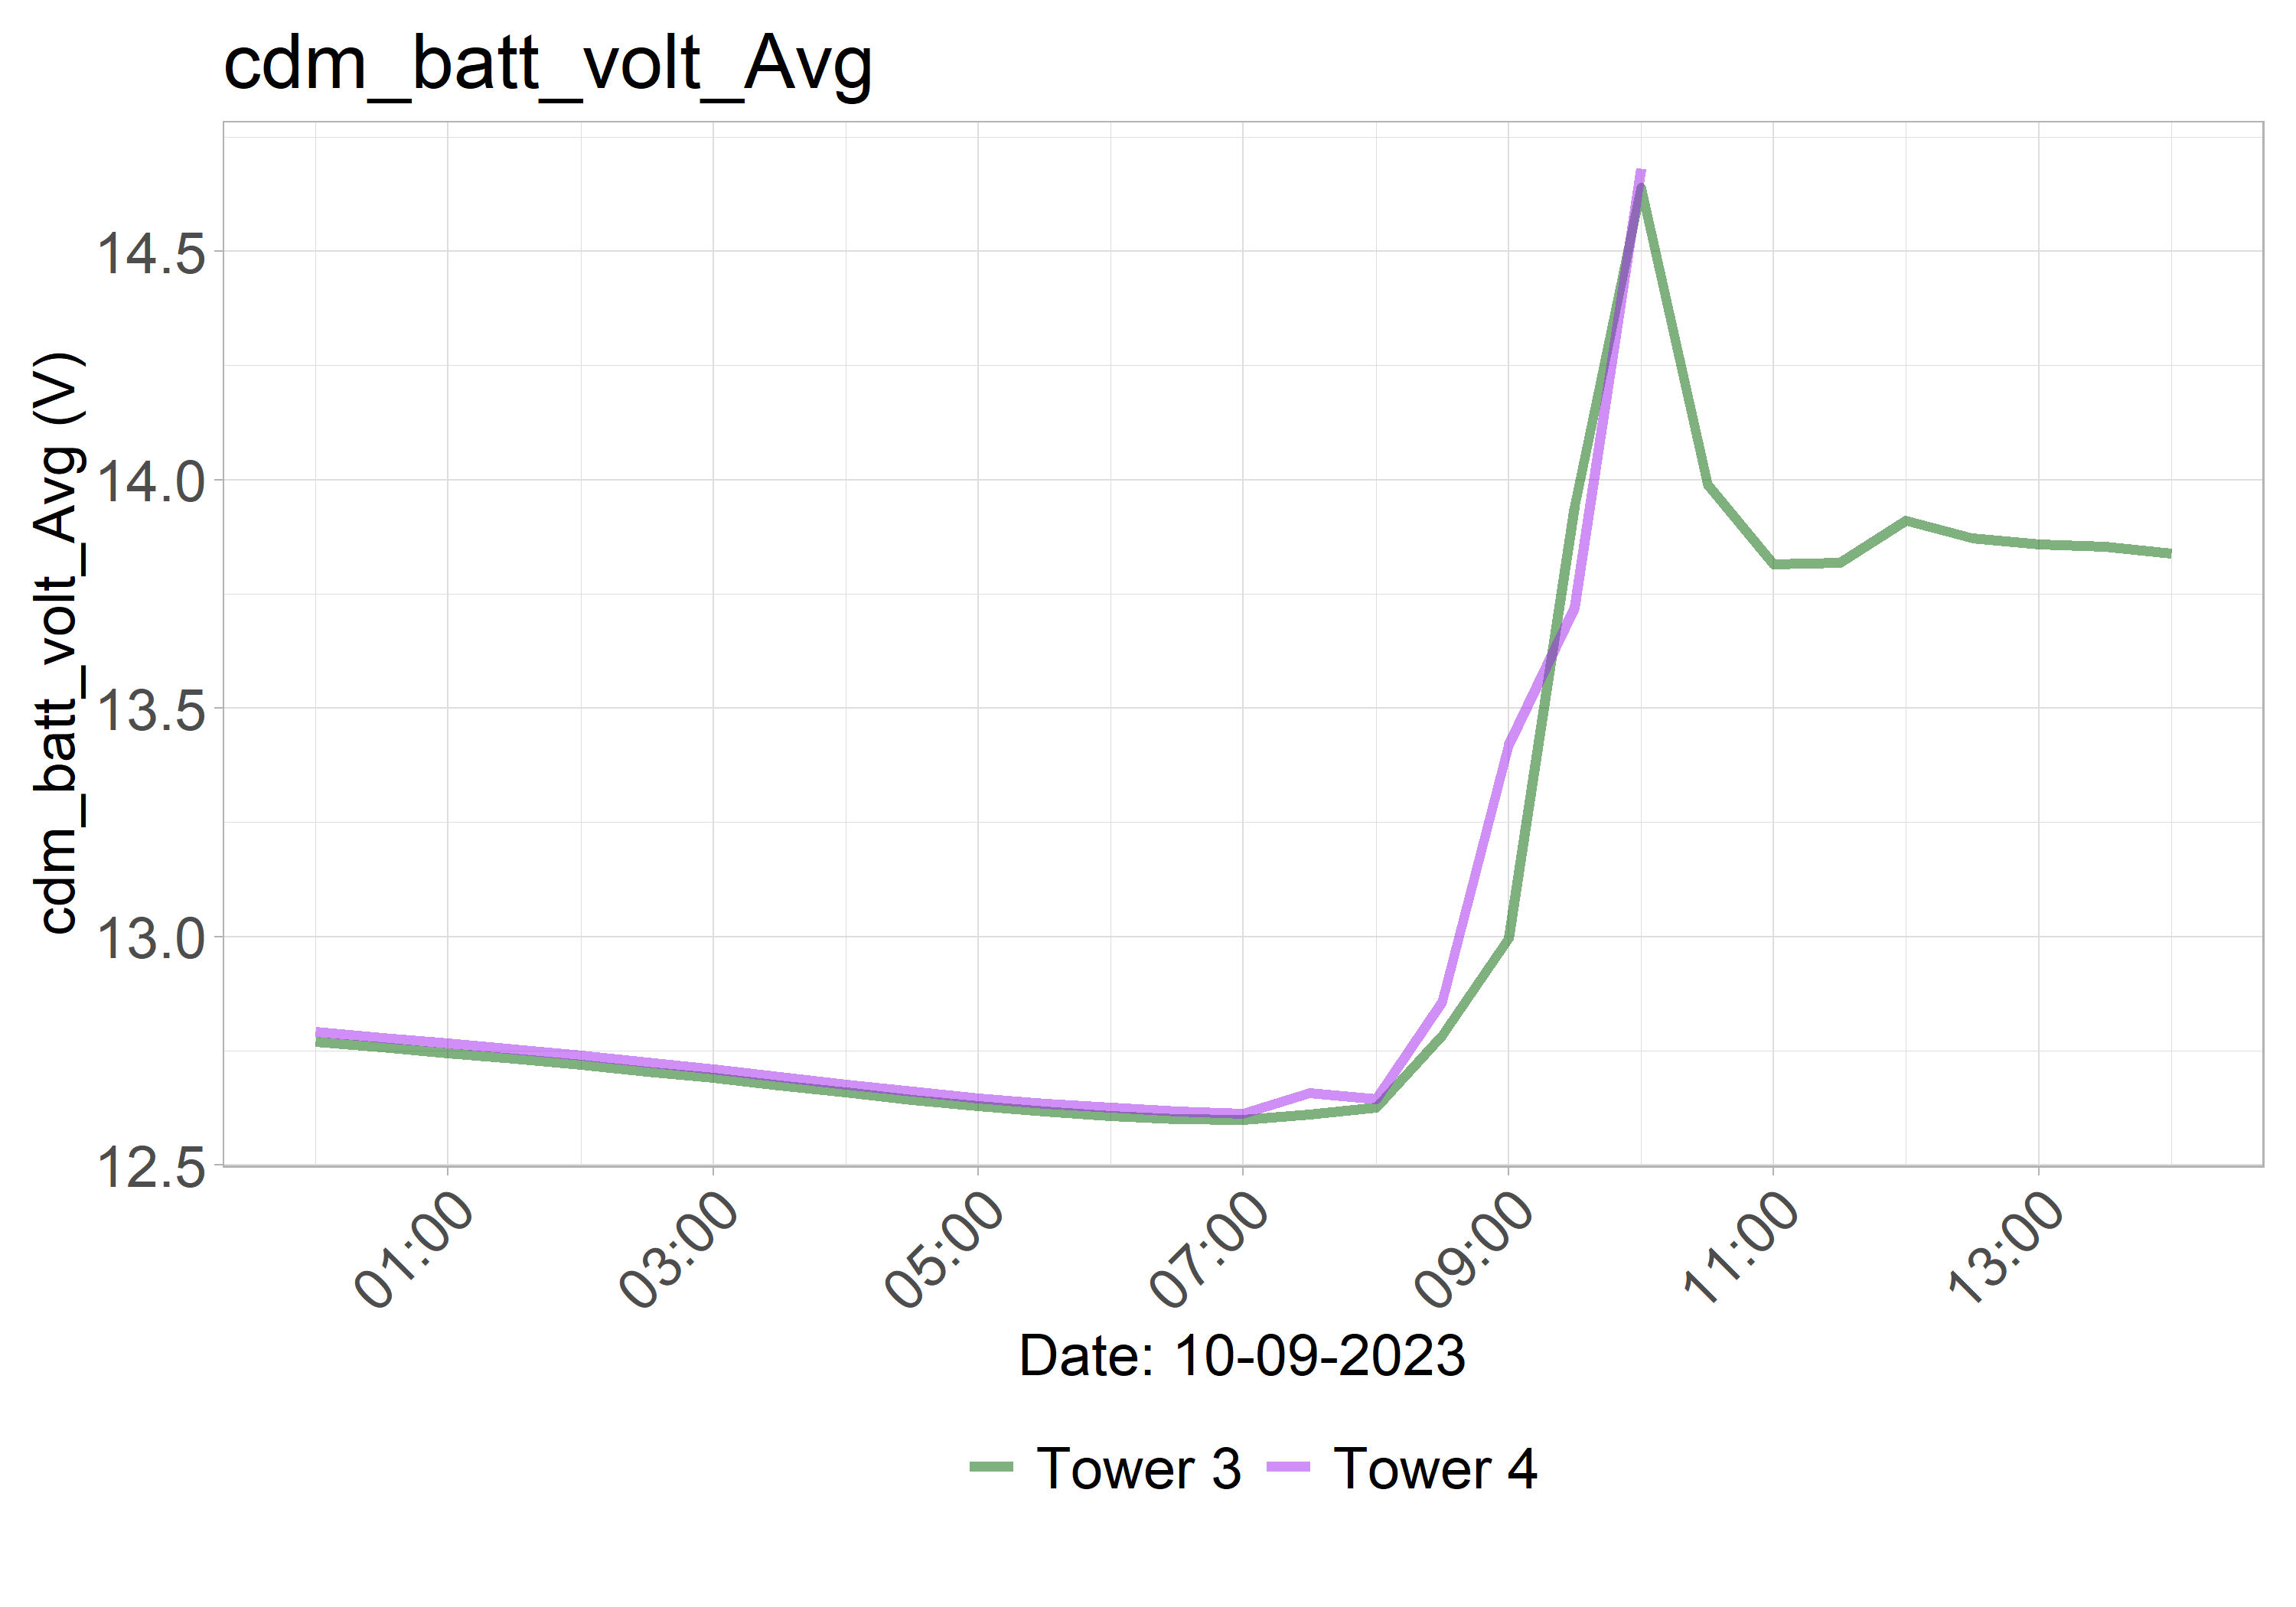 cdm_batt_volt_Avg
cdm_batt_volt_Avg (V)
14.5
14.0
13.5
13.0
12.5
01:00
03:00
05:00
07:00
09:00
11:00
13:00
Date: 10-09-2023
Tower 3
Tower 4